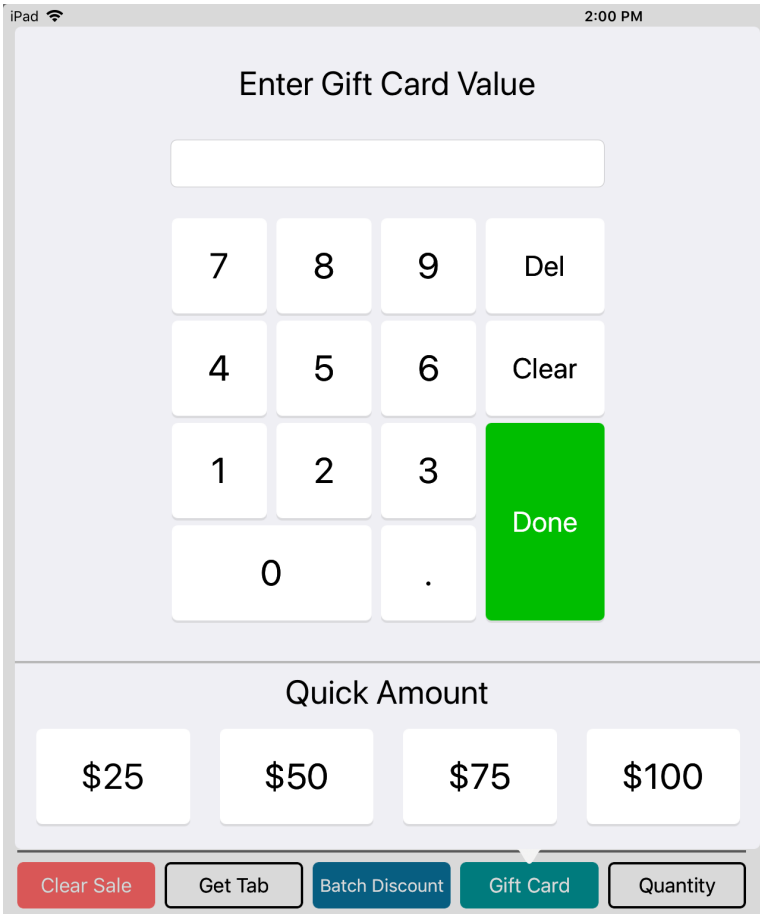 iPad 2:00 PM
Enter Gift Card Value
7 8 9 Del
4 5 6 Clear
1 2 3
Done
0 .
Quick Amount
$25 $50 $75 $100
Clear Sale Get Tab Batch Discount Gift Card Quantity